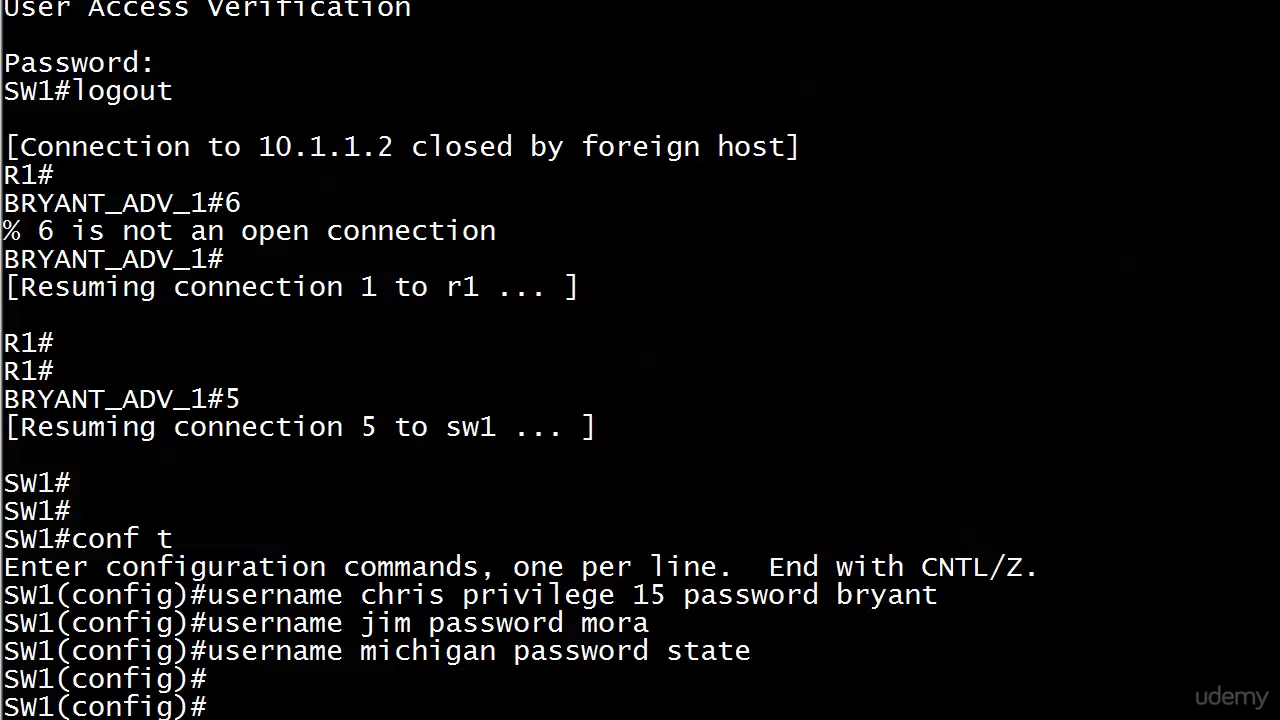 User Access Verification
Password:
SW1#logout
[Connection to 10.1.1.2 closed by foreign host]
R1#
BRYANT_ADV_1#6
% 6 is not an open connection
BRYANT_ADV_1#
[Resuming connection 1 to r1 ... ]
R1#
R1#
BRYANT_ADV_1#5
[Resuming connection 5 to sw1 ... ]
SW1#
SW1#
SW1#conf t
Enter configuration commands, one per line.  End with CNTL/Z.
SW1(config)#username chris privilege 15 password bryant
SW1(config)#username jim password mora
SW1(config)#username michigan password state
SW1(config)#
SW1(config)#
udemy